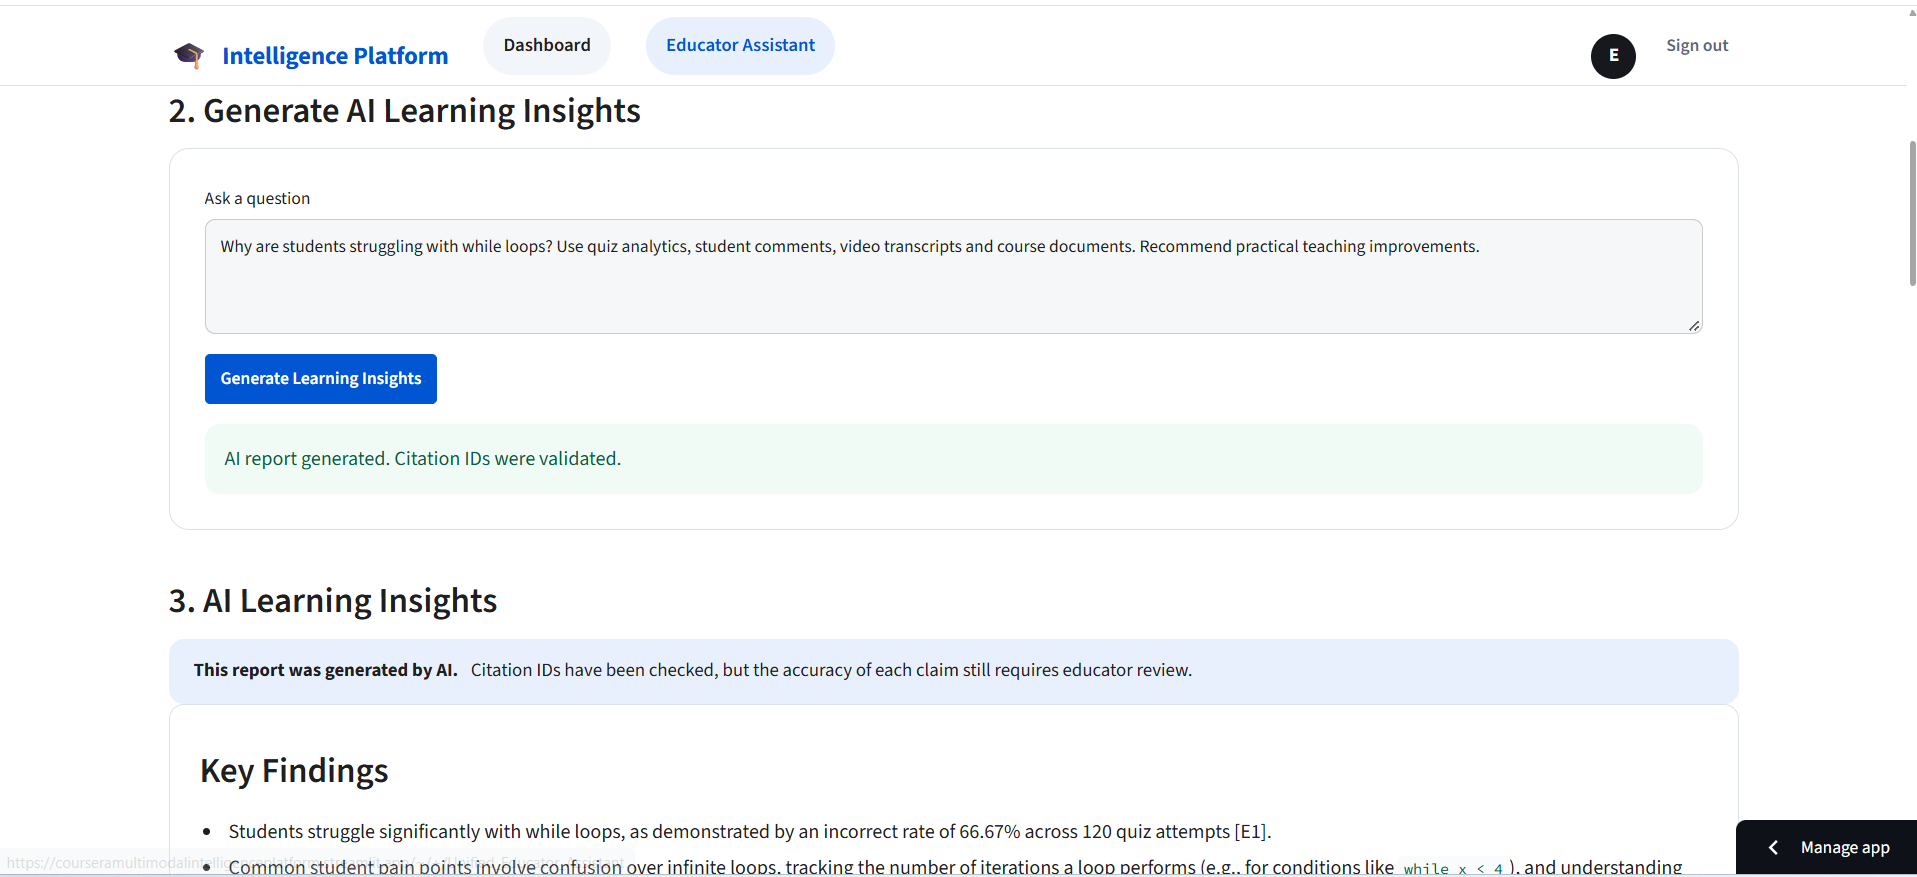 Intelligence Platform
Dashboard
Educator Assistant
E
Sign out
2. Generate AI Learning Insights
Ask a question
Why are students struggling with while loops? Use quiz analytics, student comments, video transcripts and course documents. Recommend practical teaching improvements.
Generate Learning Insights
AI report generated. Citation IDs were validated.
3. AI Learning Insights
This report was generated by AI. Citation IDs have been checked, but the accuracy of each claim still requires educator review.
Key Findings
• Students struggle significantly with while loops, as demonstrated by an incorrect rate of 66.67% across 120 quiz attempts [E1].
• Common student pain points involve confusion over infinite loops, tracking the number of iterations a loop performs (e.g., for conditions like while x < 4 ), and understanding
Manage app